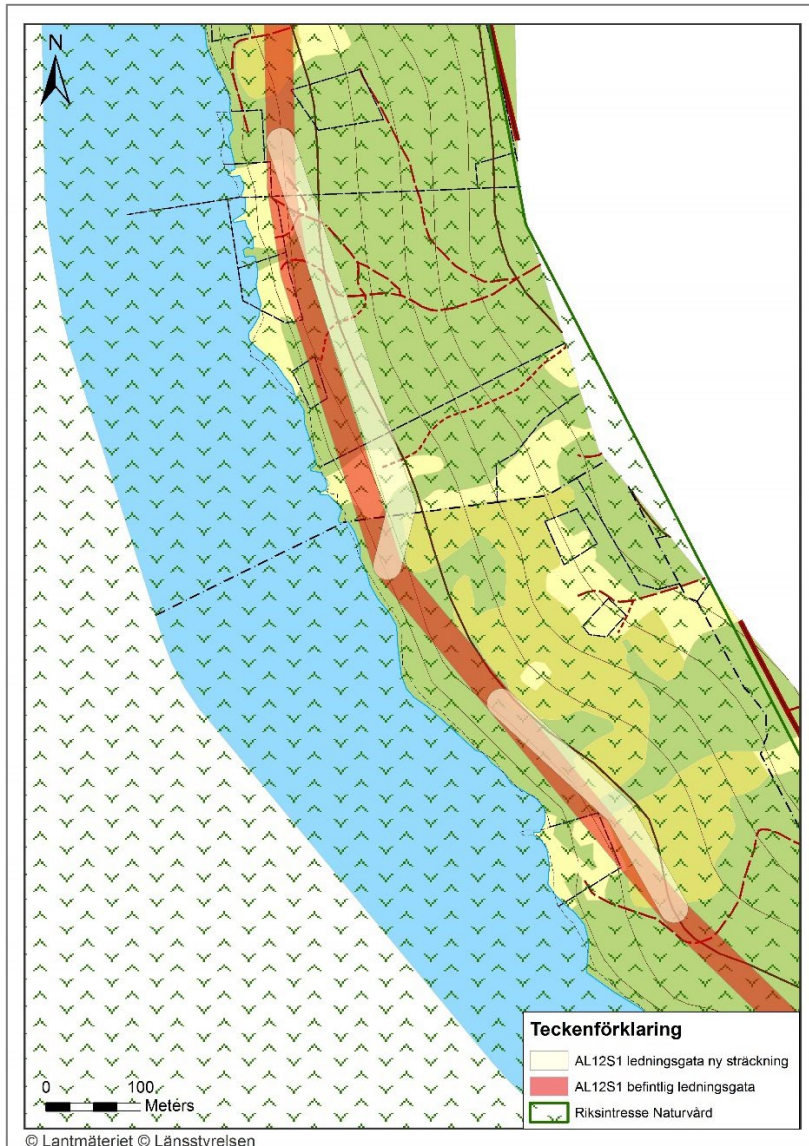 N
Teckenförklaring
AL12S1 ledningsgata ny sträckning
AL12S1 befintlig ledningsgata
Riksintresse Naturvård
0 100
Meters
© Lantmäteriet © Länsstyrelsen